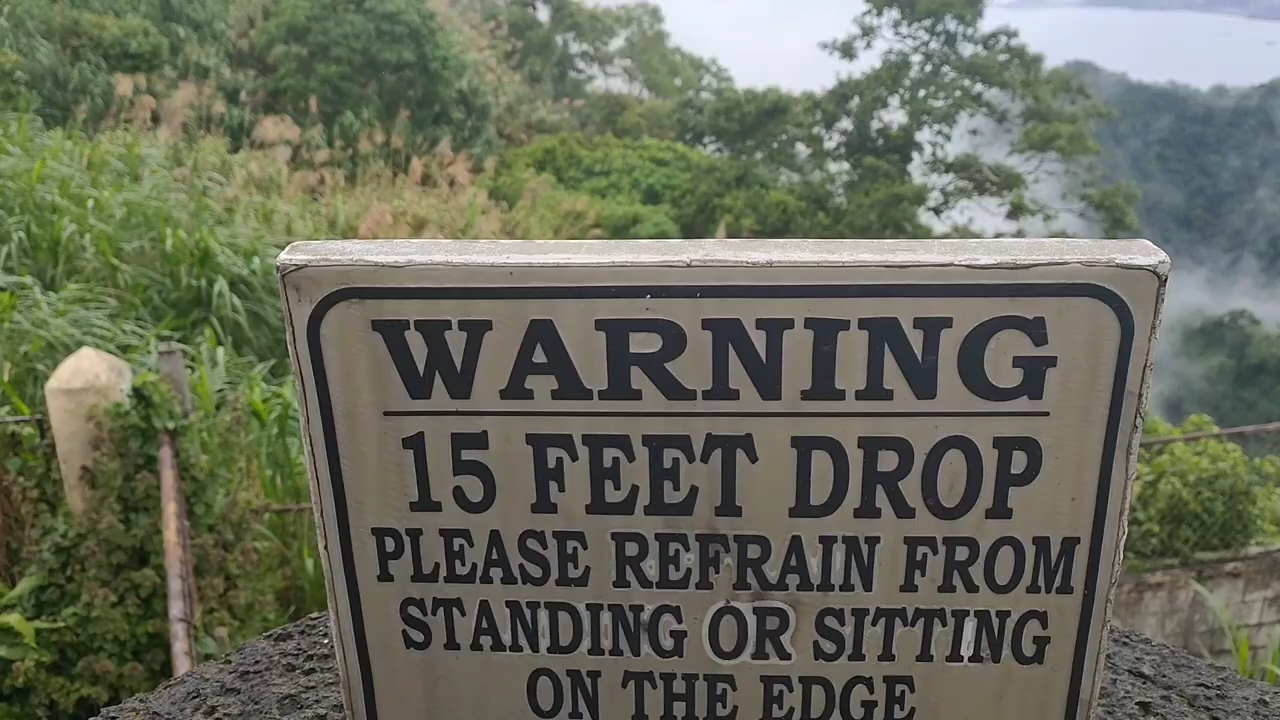 WARNING
15 FEET DROP
PLEASE REFRAIN FROM
STANDING OR SITTING
ON THE EDGE